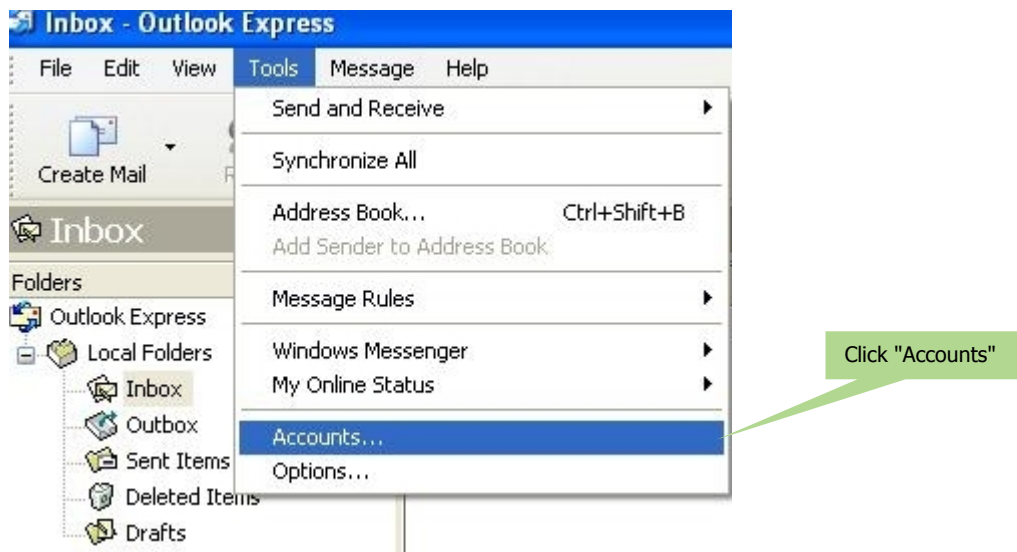 Inbox - Outlook Express
File Edit View Tools Message Help
Send and Receive
Synchronize All
Create Mail
Address Book... Ctrl+Shift+B
Inbox
Add Sender to Address Book
Folders
Message Rules
Outlook Express
Local Folders
Windows Messenger
Click "Accounts"
My Online Status
Inbox
Outbox
Accounts...
Sent Items
Options...
Deleted Items
Drafts